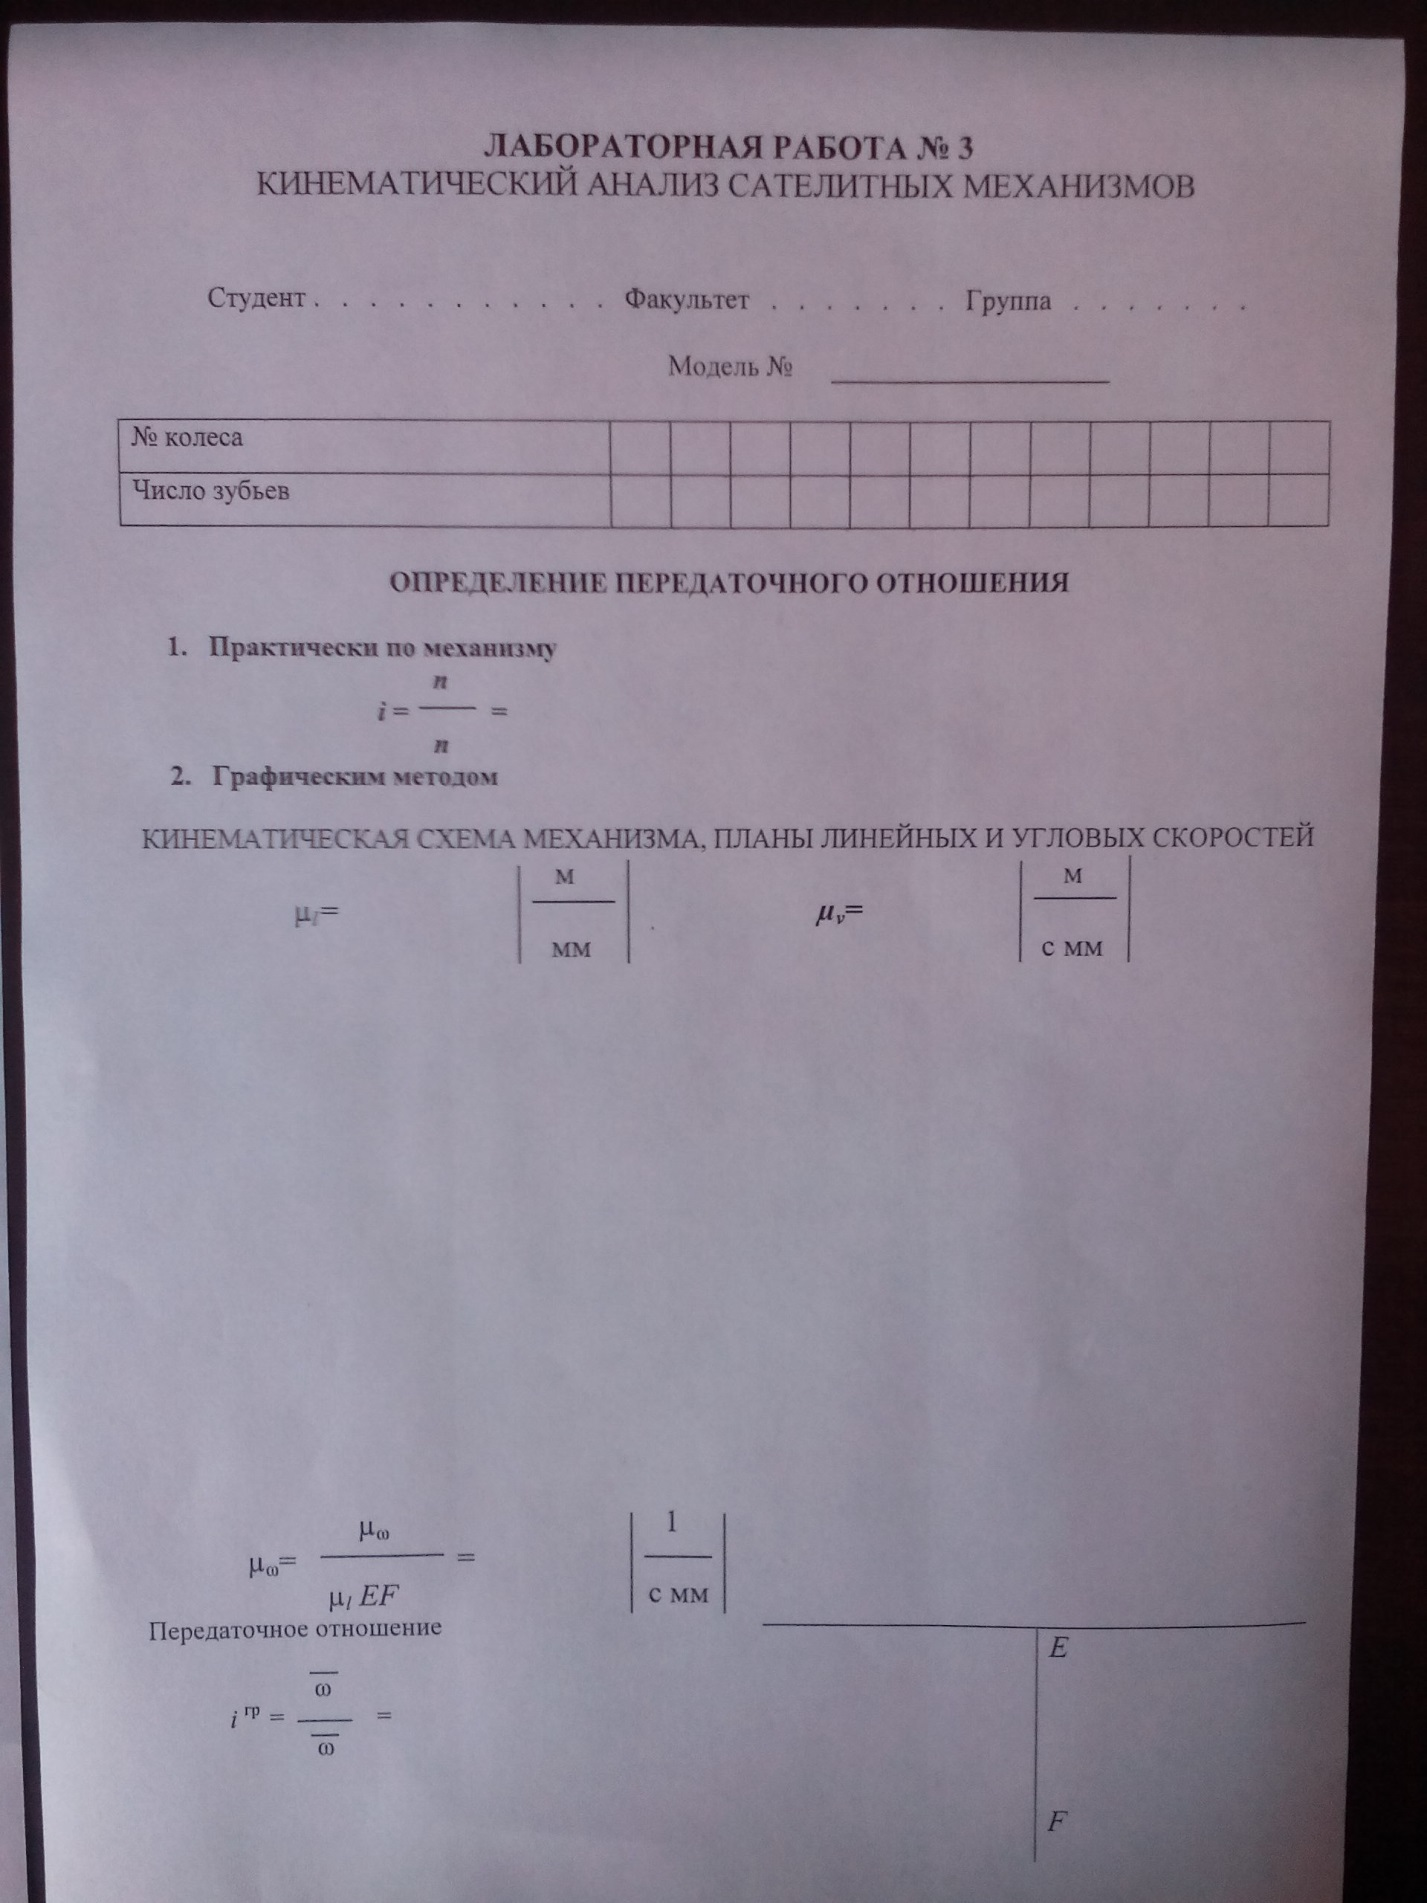 ЛАБОРАТОРНАЯ РАБОТА № 3
КИНЕМАТИЧЕСКИЙ АНАЛИЗ САТЕЛИТНЫХ МЕХАНИЗМОВ
Студент . . . . . . . . . . . Факультет . . . . . . . Группа . . . . . . .
Модель №
№ колеса
Число зубьев
ОПРЕДЕЛЕНИЕ ПЕРЕДАТОЧНОГО ОТНОШЕНИЯ
1. Практически по механизму
n
i = =
n
2. Графическим методом
КИНЕМАТИЧЕСКАЯ СХЕМА МЕХАНИЗМА, ПЛАНЫ ЛИНЕЙНЫХ И УГЛОВЫХ СКОРОСТЕЙ
м м
μl= μv=
мм с мм
μω 1
μω= =
μl EF с мм
Передаточное отношение
E
ω
i гр = =
ω
F